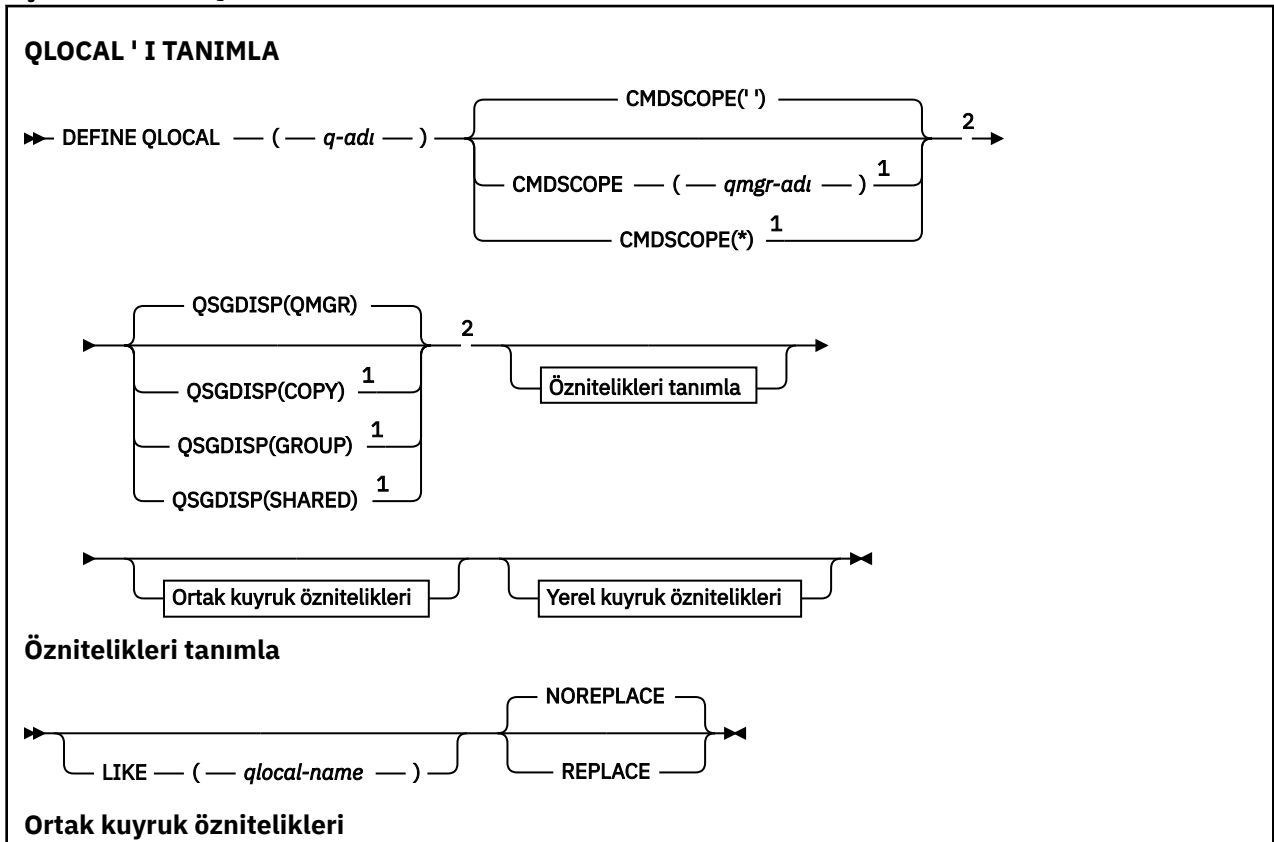 QLOCAL ' I TANIMLA
CMDSCOPE(' ')
DEFINE QLOCAL ( q-adı ) 2
CMDSCOPE ( qmgr-adı ) 1
CMDSCOPE(*) 1
QSGDISP(QMGR)
2
QSGDISP(COPY) 1
Öznitelikleri tanımla
QSGDISP(GROUP) 1
QSGDISP(SHARED) 1
Ortak kuyruk öznitelikleri
Yerel kuyruk öznitelikleri
Öznitelikleri tanımla
NOREPLACE
LIKE ( qlocal-name )
REPLACE
Ortak kuyruk öznitelikleri